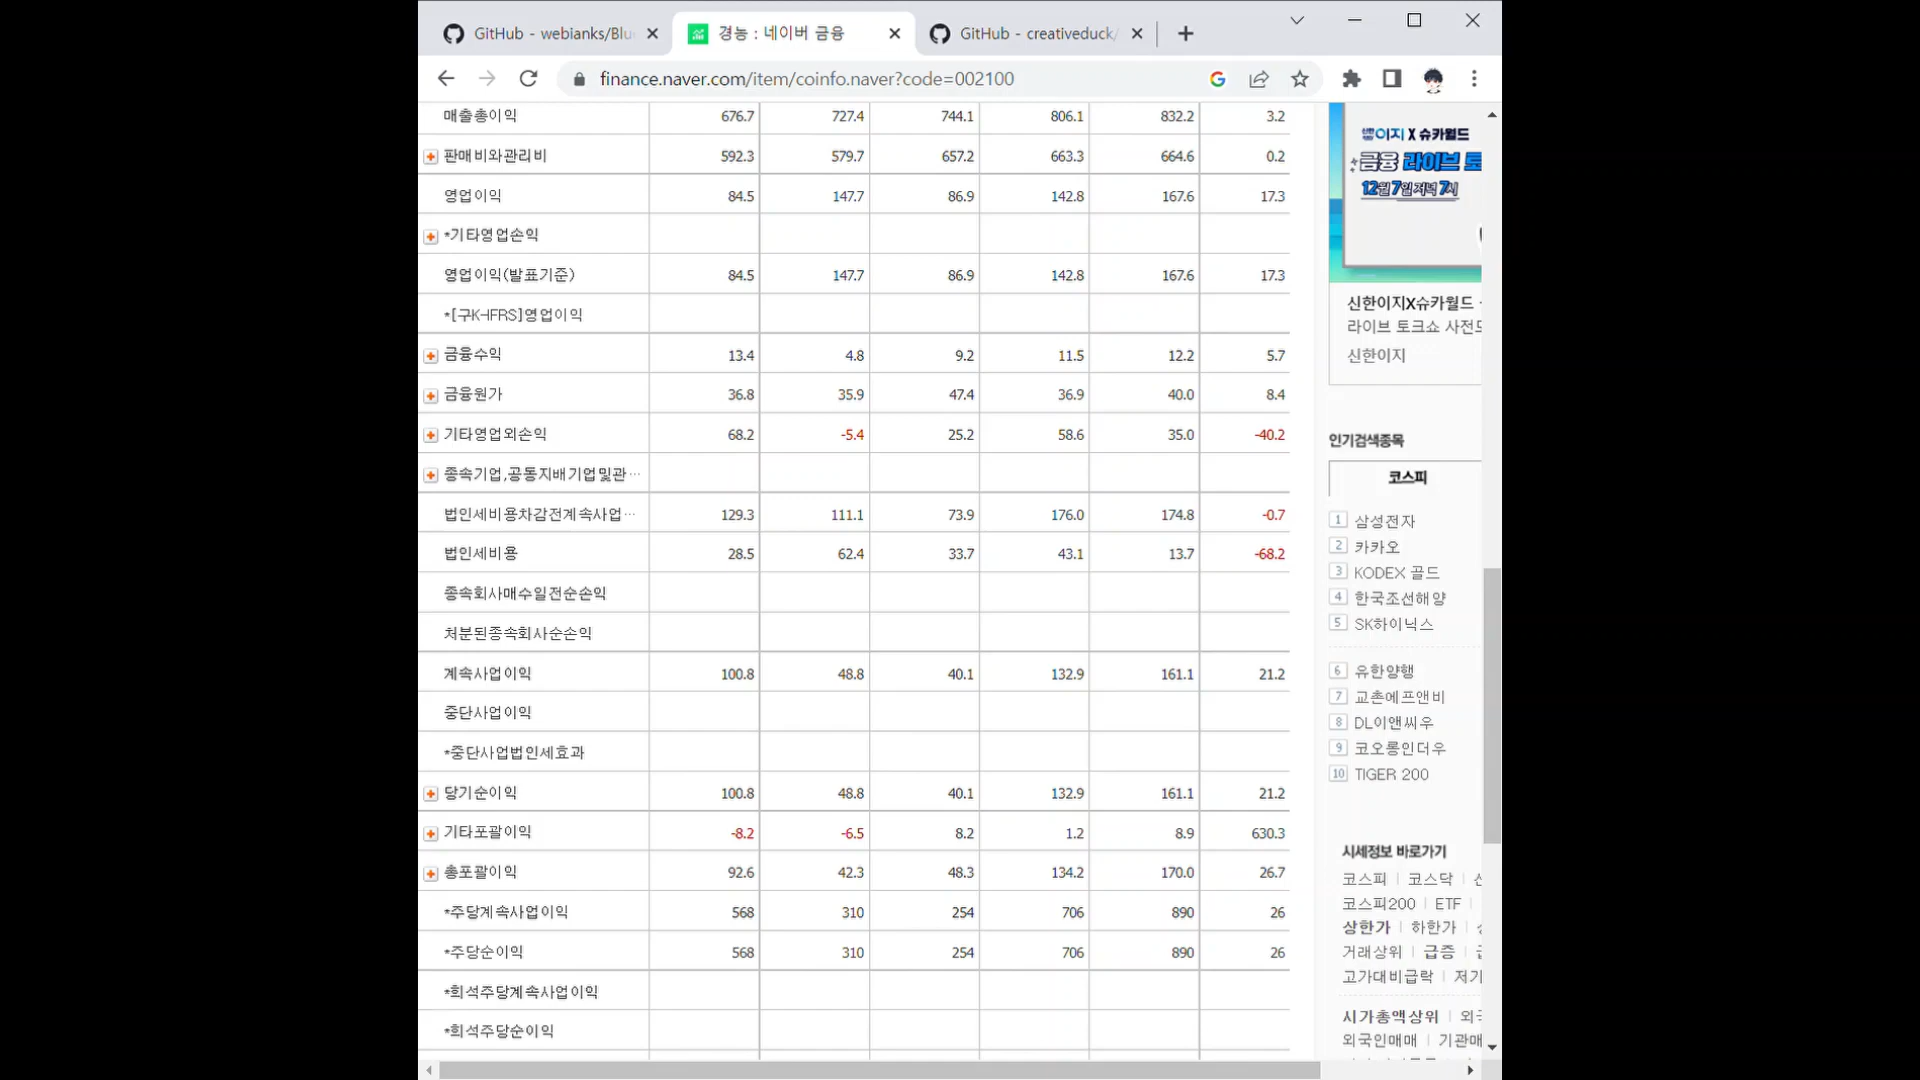 GitHub - webianks/Blu
경농 : 네이버 금융
GitHub - creativeduck/
finance.naver.com/item/coinfo.naver?code=002100
매출총이익 676.7 727.4 744.1 806.1 832.2 3.2
판매비와관리비 592.3 579.7 657.2 663.3 664.6 0.2
영업이익 84.5 147.7 86.9 142.8 167.6 17.3
*기타영업손익
영업이익(발표기준) 84.5 147.7 86.9 142.8 167.6 17.3
*[구K-IFRS]영업이익
금융수익 13.4 4.8 9.2 11.5 12.2 5.7
금융원가 36.8 35.9 47.4 36.9 40.0 8.4
기타영업외손익 68.2 -5.4 25.2 58.6 35.0 -40.2
종속기업,공동지배기업및관…
법인세비용차감전계속사업… 129.3 111.1 73.9 176.0 174.8 -0.7
법인세비용 28.5 62.4 33.7 43.1 13.7 -68.2
종속회사매수일전순손익
처분된종속회사순손익
계속사업이익 100.8 48.8 40.1 132.9 161.1 21.2
중단사업이익
*중단사업법인세효과
당기순이익 100.8 48.8 40.1 132.9 161.1 21.2
기타포괄이익 -8.2 -6.5 8.2 1.2 8.9 630.3
총포괄이익 92.6 42.3 48.3 134.2 170.0 26.7
*주당계속사업이익 568 310 254 706 890 26
*주당순이익 568 310 254 706 890 26
*희석주당계속사업이익
*희석주당순이익
이지 X 슈카월드
금융 라이브 토
12월 7일 저녁 7시
신한이지X슈카월드 -
라이브 토크쇼 사전
신한이지
인기검색종목
코스피
1 삼성전자
2 카카오
3 KODEX 골드
4 한국조선해양
5 SK하이닉스
6 유한양행
7 교촌에프앤비
8 DL이앤씨우
9 코오롱인더우
10 TIGER 200
시세정보 바로가기
코스피 | 코스닥 |
코스피200 | ETF |
상한가 | 하한가 |
거래상위 | 급증 |
고가대비급락 | 저가
시가총액상위 |
외국인매매 | 기관매